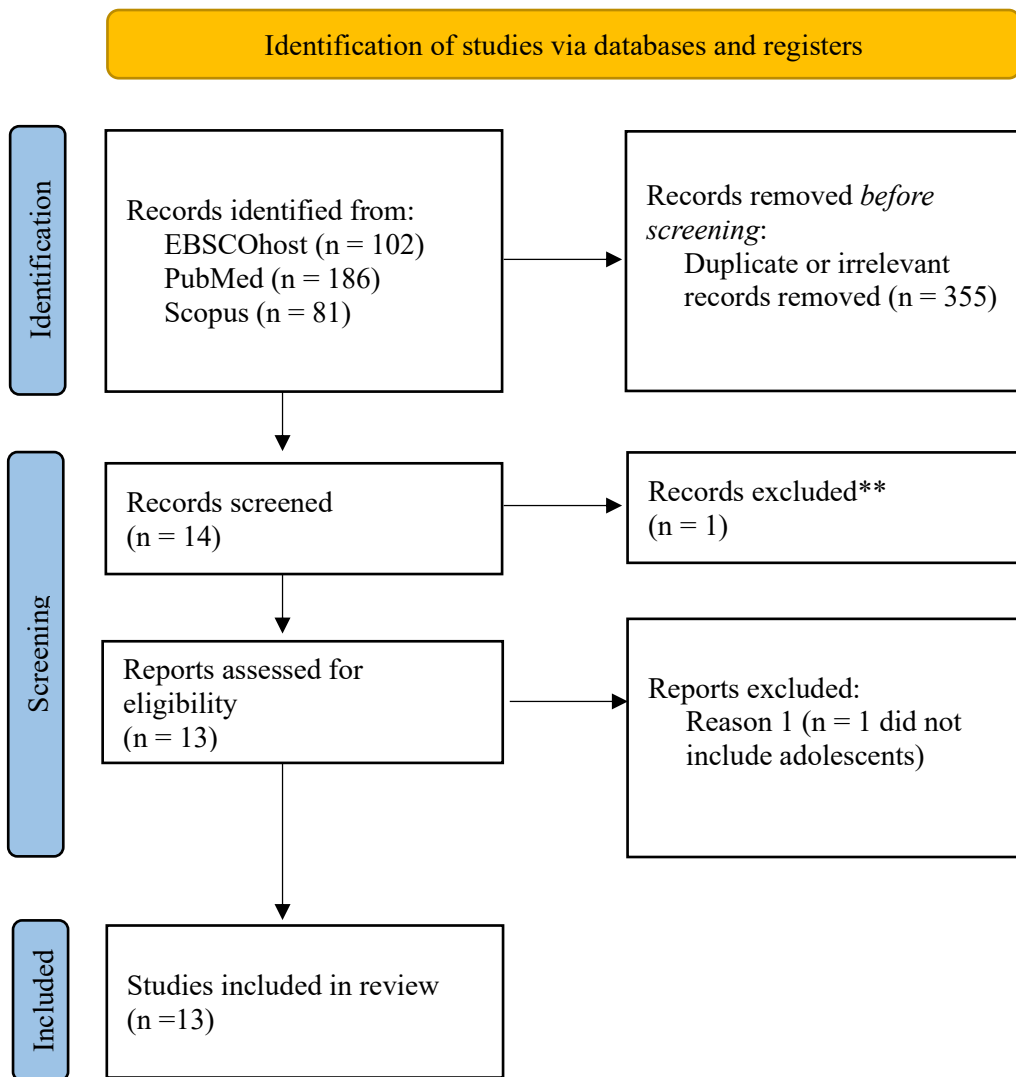 Identification of studies via databases and registers
Identification
Records identified from:
EBSCOhost (n = 102)
PubMed (n = 186)
Scopus (n = 81)
Records removed before
screening:
Duplicate or irrelevant
records removed (n = 355)
Screening
Records screened
(n = 14)
Records excluded**
(n = 1)
Reports assessed for
eligibility
(n = 13)
Reports excluded:
Reason 1 (n = 1 did not
include adolescents)
Included
Studies included in review
(n =13)